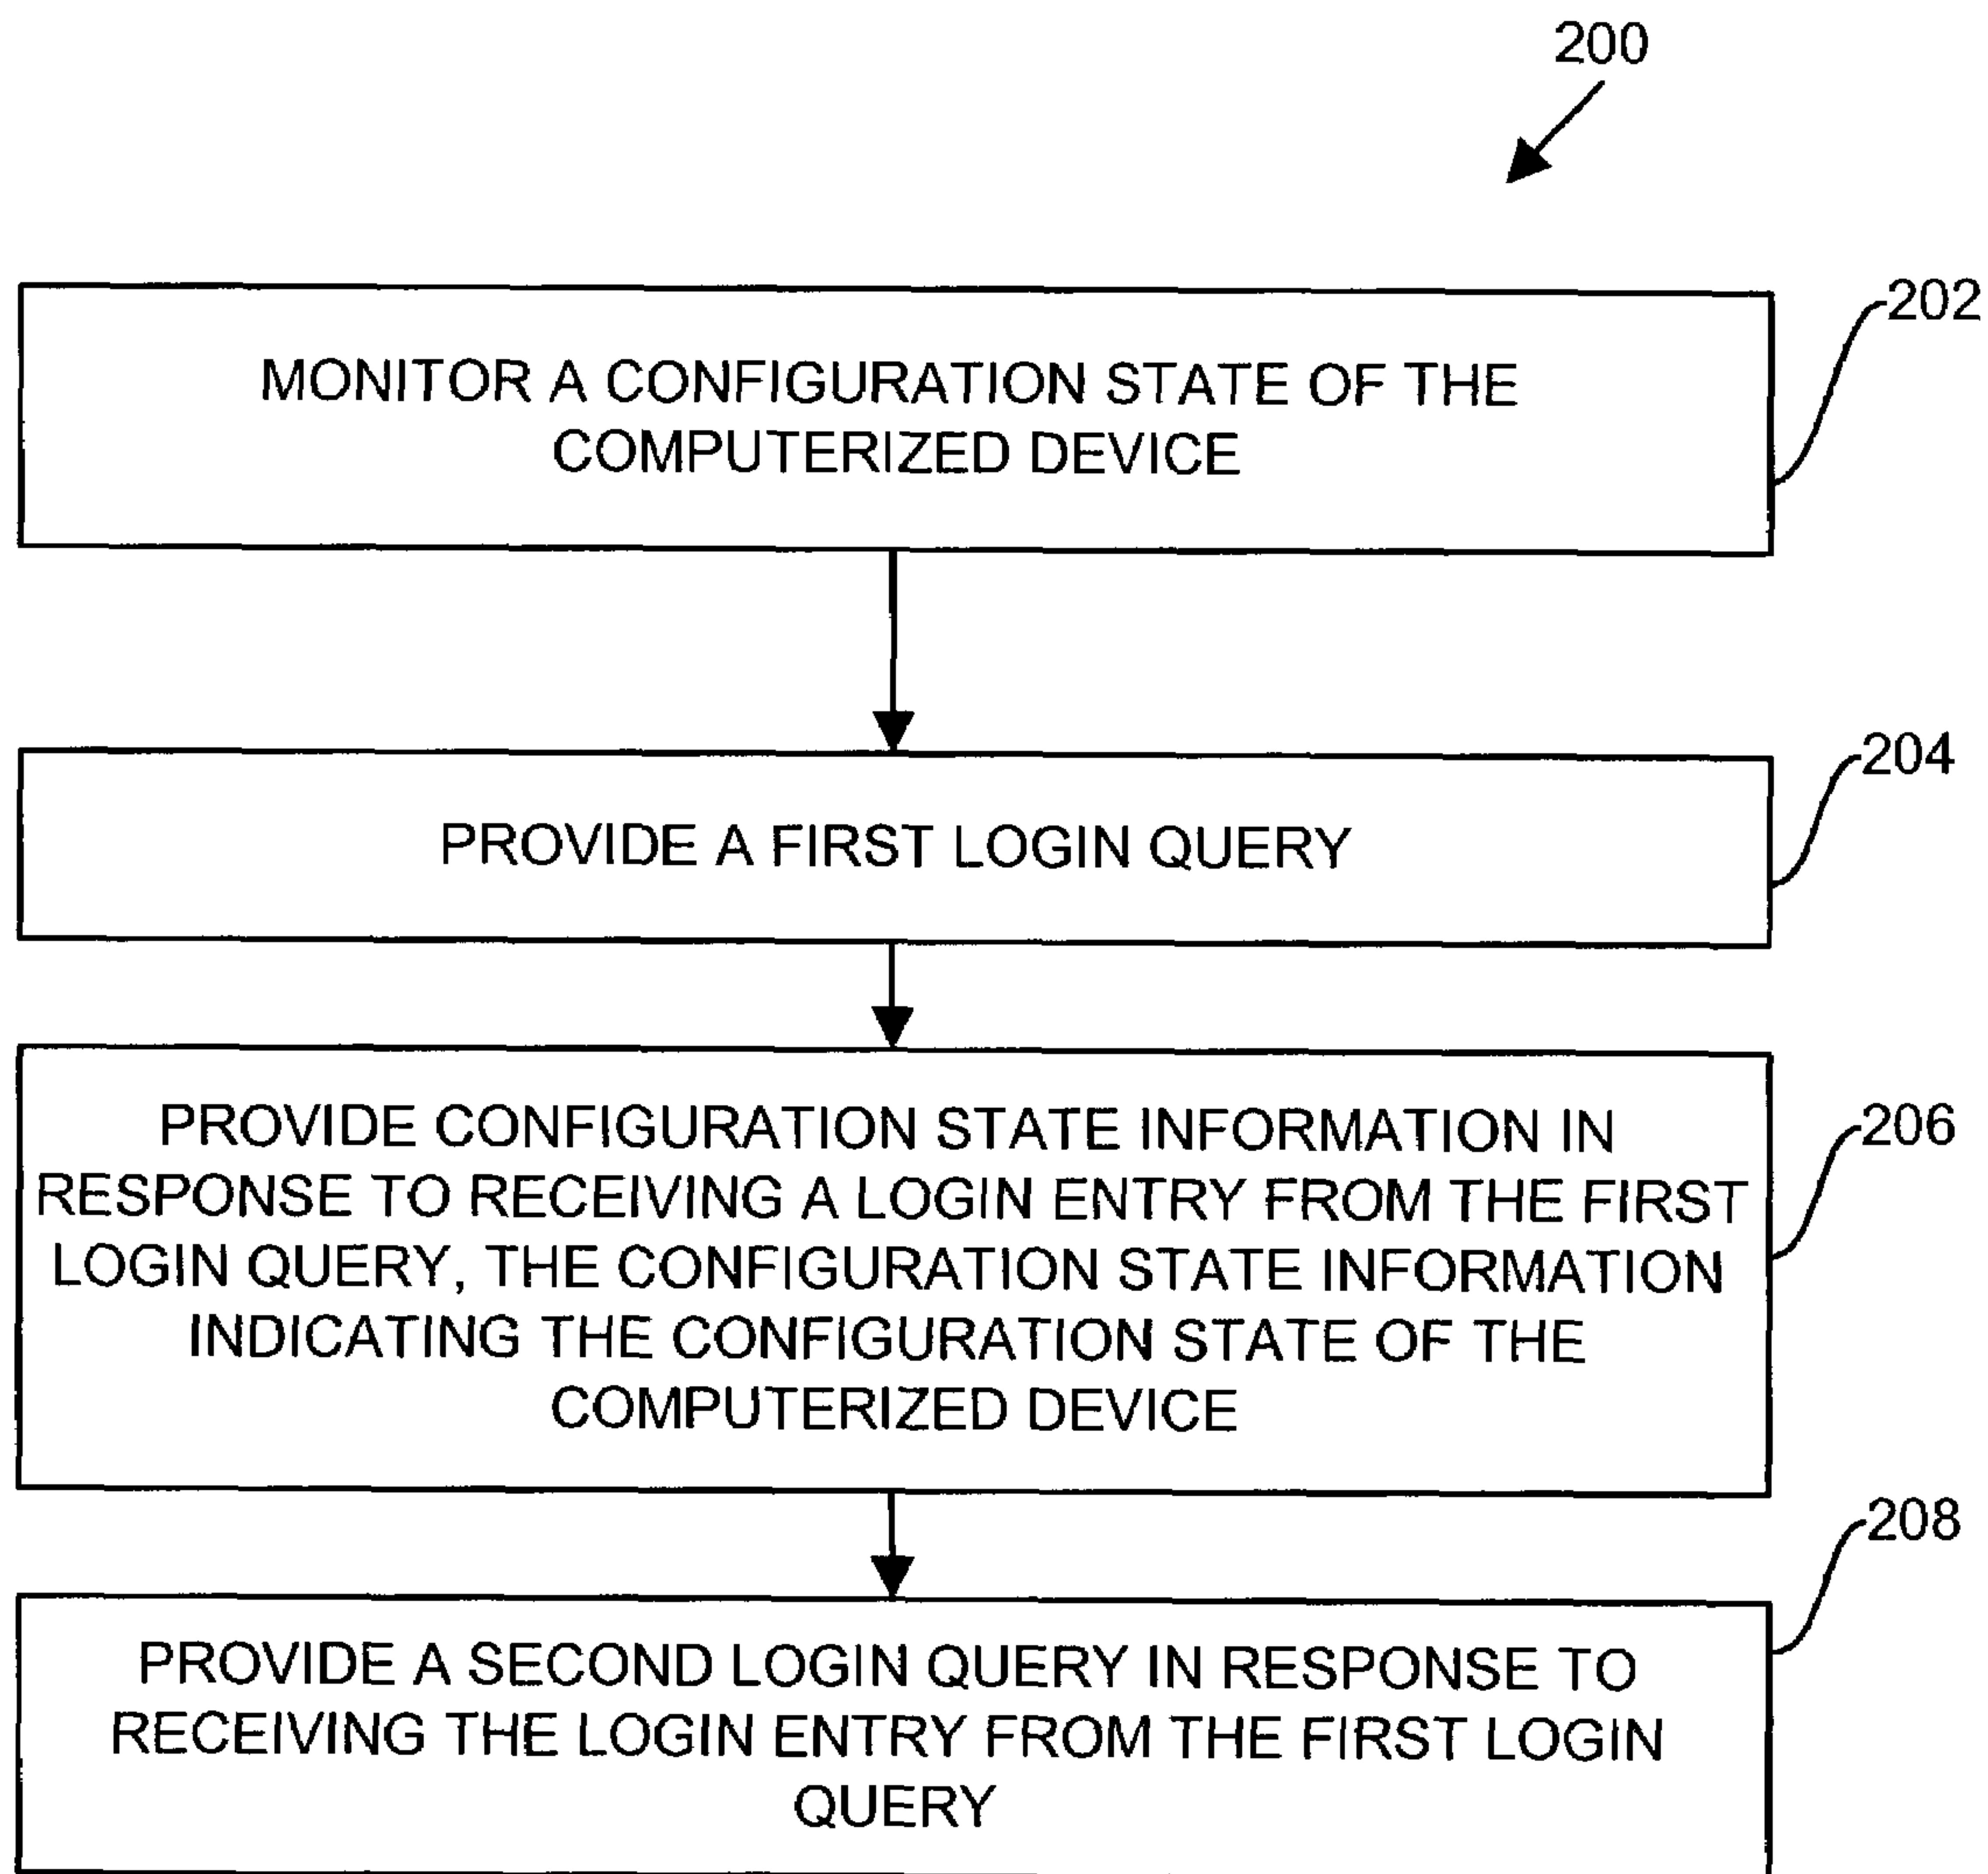 200
202
MONITOR A CONFIGURATION STATE OF THE
COMPUTERIZED DEVICE
204
PROVIDE A FIRST LOGIN QUERY
206
PROVIDE CONFIGURATION STATE INFORMATION IN
RESPONSE TO RECEIVING A LOGIN ENTRY FROM THE FIRST
LOGIN QUERY, THE CONFIGURATION STATE INFORMATION
INDICATING THE CONFIGURATION STATE OF THE
COMPUTERIZED DEVICE
208
PROVIDE A SECOND LOGIN QUERY IN RESPONSE TO
RECEIVING THE LOGIN ENTRY FROM THE FIRST LOGIN
QUERY